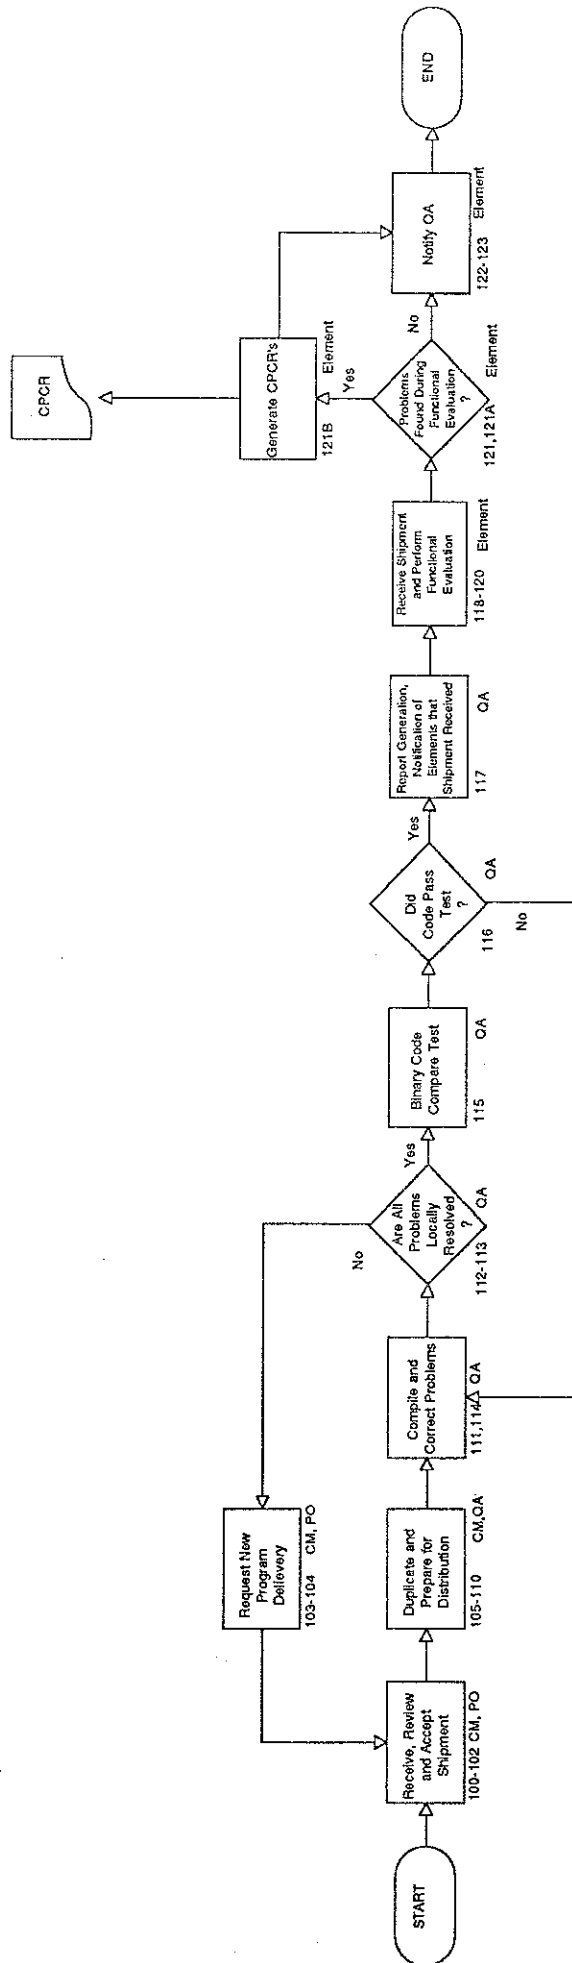 START
Receive, Review
and Accept
Shipment
100-102 CM, PO
Request New
Program
Delievery
103-104 CM, PO
Duplicate and
Prepare for
Distribution
105-110 CM,QA
Compile and
Correct Problems
111,114 QA
Are All
Problems
Locally
Resolved
?
112-113 QA
No
Yes
Binary Code
Compare Test
115 QA
Did
Code Pass
Test
?
116 QA
No
Yes
Report Generation,
Notification of
Elements that
Shipment Received
117 QA
Receive Shipment
and Perform
Functional
Evaluation
118-120 Element
Problems
Found During
Functional
Evaluation
?
121,121A Element
Yes
No
Generate CPCR's
121B Element
CPCR
Notify QA
122-123 Element
END